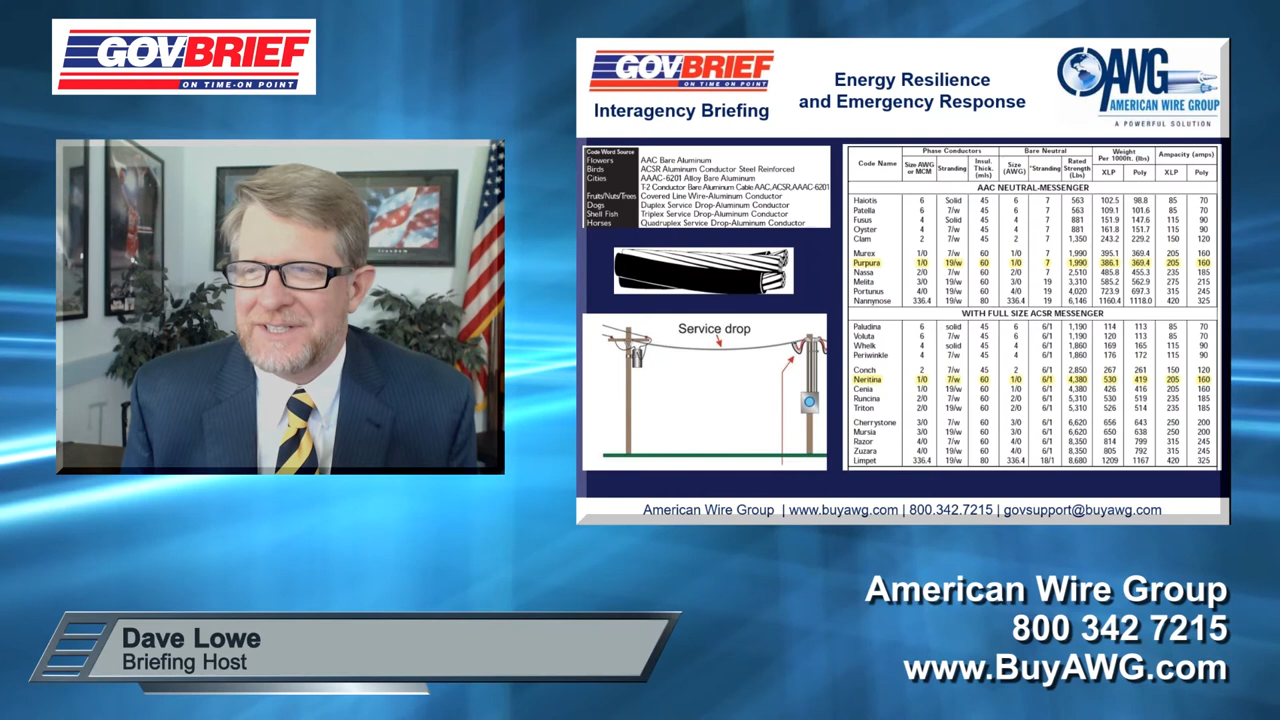 GOVBRIEF
ON TIME-ON POINT
GOVBRIEF
ON TIME-ON POINT
Interagency Briefing
Energy Resilience
and Emergency Response
AWG
AMERICAN WIRE GROUP
A POWERFUL SOLUTION
Code Word Source
Flowers AAC Bare Aluminum
Birds ACSR Aluminum Conductor Steel Reinforced
Cities AAAC-6201 Alloy Bare Aluminum
T-2 Conductor Bare Aluminum Cable AAC,ACSR,AAAC-6201
Fruits/Nuts/Trees Covered Line Wire-Aluminum Conductor
Dogs Duplex Service Drop-Aluminum Conductor
Shell Fish Triplex Service Drop-Aluminum Conductor
Horses Quadruplex Service Drop-Aluminum Conductor
Service drop
Phase Conductors Bare Neutral Weight Per 1000ft. (lbs) Ampacity (amps)
Code Name Size AWG or MCM Stranding Insul. Thick. (mls) Size (AWG) *Stranding Rated Strength (Lbs) XLP Poly XLP Poly
AAC NEUTRAL-MESSENGER
Haiotis 6 Solid 45 6 7 563 102.5 98.8 85 70
Patella 6 7/w 45 6 7 563 109.1 101.6 85 70
Fusus 4 Solid 45 4 7 881 151.9 147.6 115 90
Oyster 4 7/w 45 4 7 881 161.8 151.7 115 90
Clam 2 7/w 45 2 7 1,350 243.2 229.2 150 120
Murex 1/0 7/w 60 1/0 7 1,990 395.1 369.4 205 160
Purpura 1/0 19/w 60 1/0 7 1,990 386.1 369.4 205 160
Nassa 2/0 7/w 60 2/0 7 2,510 485.8 455.3 235 185
Melita 3/0 19/w 60 3/0 19 3,310 585.2 562.9 275 215
Portunus 4/0 19/w 60 4/0 19 4,020 723.9 697.3 315 245
Nannynose 336.4 19/w 80 336.4 19 6,146 1160.4 1118.0 420 325
WITH FULL SIZE ACSR MESSENGER
Paludina 6 solid 45 6 6/1 1,190 114 113 85 70
Voluta 6 7/w 45 6 6/1 1,190 120 113 85 70
Whelk 4 solid 45 4 6/1 1,860 169 165 115 90
Periwinkle 4 7/w 45 4 6/1 1,860 176 172 115 90
Conch 2 7/w 45 2 6/1 2,850 267 261 150 120
Neritina 1/0 7/w 60 1/0 6/1 4,380 530 419 205 160
Cenia 1/0 19/w 60 1/0 6/1 4,380 426 416 205 160
Runcina 2/0 7/w 60 2/0 6/1 5,310 530 519 235 185
Triton 2/0 19/w 60 2/0 6/1 5,310 526 514 235 185
Cherrystone 3/0 7/w 60 3/0 6/1 6,620 656 643 250 200
Mursia 3/0 19/w 60 3/0 6/1 6,620 650 638 250 200
Razor 4/0 7/w 60 4/0 6/1 8,350 814 799 315 245
Zuzara 4/0 19/w 60 4/0 6/1 8,350 805 792 315 245
Limpet 336.4 19/w 80 336.4 18/1 8,680 1209 1167 420 325
American Wire Group | www.buyawg.com | 800.342.7215 | govsupport@buyawg.com
American Wire Group
800 342 7215
www.BuyAWG.com
Dave Lowe
Briefing Host